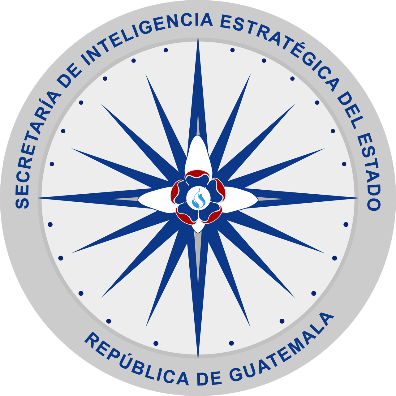 SECRETARÍA DE INTELIGENCIA ESTRATÉGICA DEL ESTADO
REPÚBLICA DE GUATEMALA